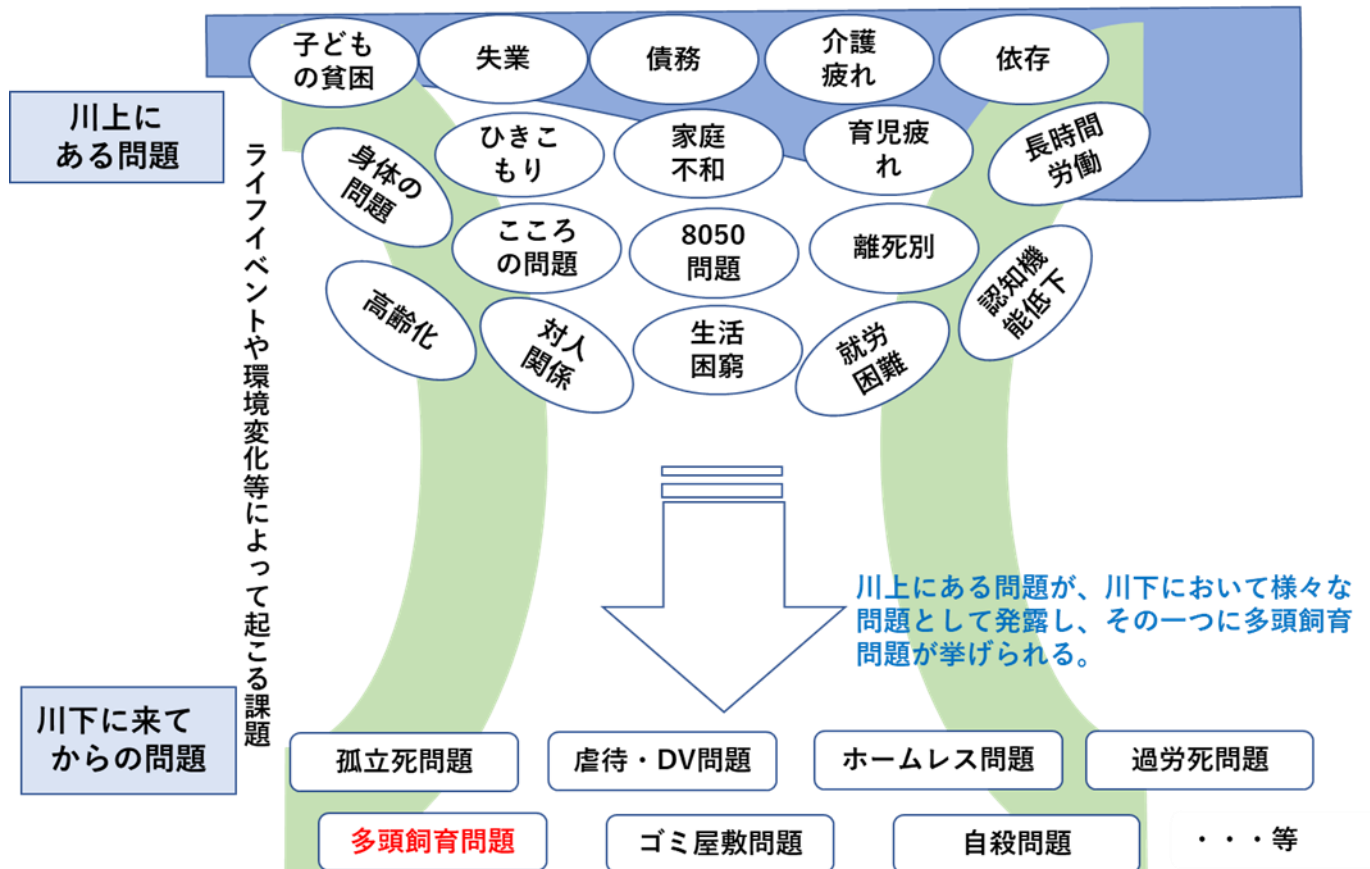 子ども
の貧困
失業
債務
介護
疲れ
依存
川上に
ある問題
ひきこ
もり
家庭
不和
育児疲
れ
長時間
労働
身体の
問題
こころ
の問題
8050
問題
離死別
認知機
能低下
高齢化
対人
関係
生活
困窮
就労
困難
ライフイベントや環境変化等によって起こる課題
川上にある問題が、川下において様々な
問題として発露し、その一つに多頭飼育
問題が挙げられる。
川下に来て
からの問題
孤立死問題
虐待・DV問題
ホームレス問題
過労死問題
多頭飼育問題
ゴミ屋敷問題
自殺問題
・・・等